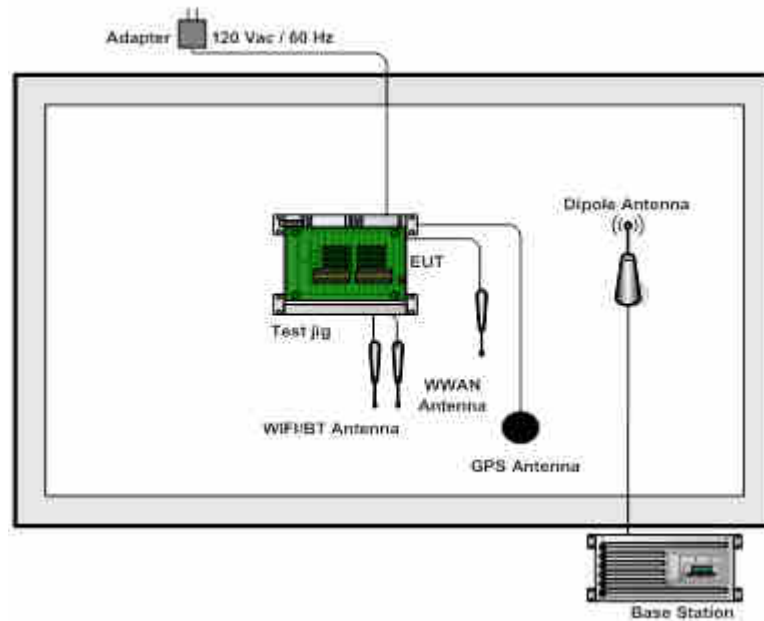 Adapter 120 Vac / 60 Hz
Dipole Antenna
EUT
Test jig
WWAN
Antenna
WIFI/BT Antenna
GPS Antenna
Base Station